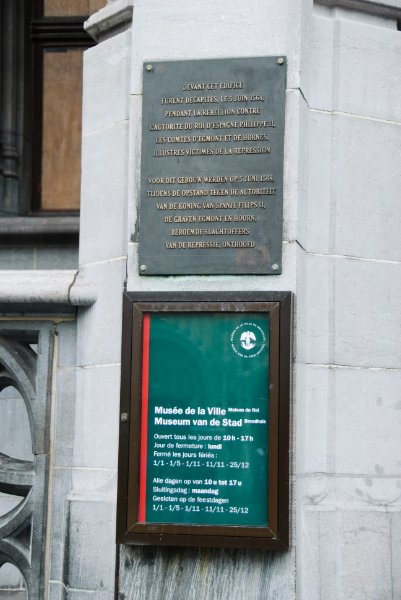 DEVANT CET EDIFICE
FURENT DECAPITES, LE 5 JUIN 1568,
PENDANT LA REBELLION CONTRE
L'AUTORITE DU ROI D'ESPAGNE PHILIPPE II,
LES COMTES D'EGMONT ET DE HORNES,
ILLUSTRES VICTIMES DE LA REPRESSION
VOOR DIT GEBOUW WERDEN OP 5 JUNI 1568,
TIJDENS DE OPSTAND TEGEN DE AUTORITEIT
VAN DE KONING VAN SPANJE FILIPS II,
DE GRAVEN EGMONT EN HOORN,
BEROEMDE SLACHTOFFERS
VAN DE REPRESSIE, ONTHOOFD
Musée de la Ville Maison du Roi
Museum van de Stad Broodhuis
Ouvert tous les jours de 10 h - 17 h
Jour de fermeture : lundi
Fermé les jours fériés :
1/1 - 1/5 - 1/11 - 11/11 - 25/12
Alle dagen op van 10 u tot 17 u
Sluitingsdag : maandag
Gesloten op de feestdagen
1/1 - 1/5 - 1/11 - 11/11 - 25/12